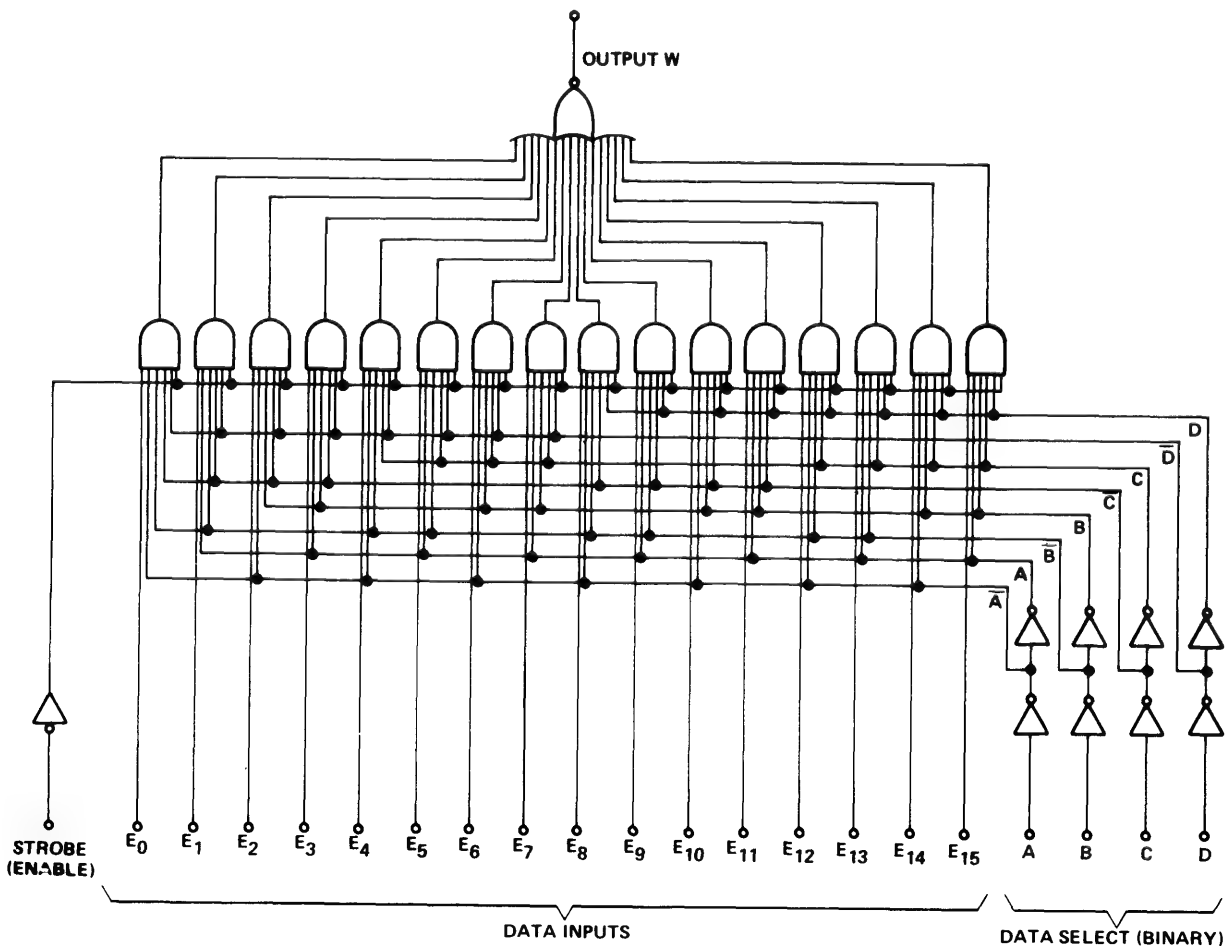 OUTPUT W
D
D̅
C
C̅
B
B̅
A
A̅
STROBE
(ENABLE)
E0 E1 E2 E3 E4 E5 E6 E7 E8 E9 E10 E11 E12 E13 E14 E15 A B C D
DATA INPUTS
DATA SELECT (BINARY)